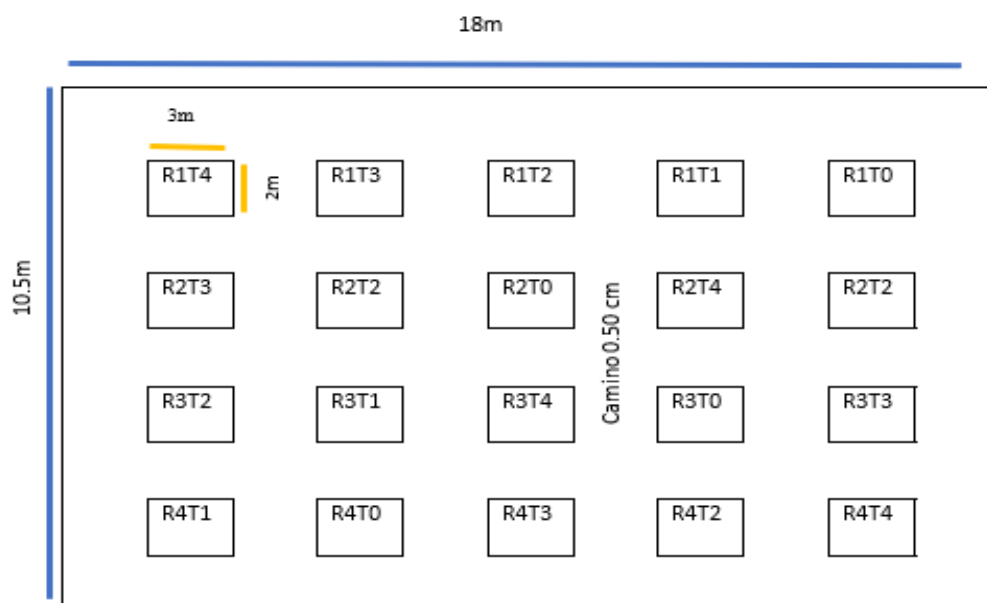 18m
3m
R1T4 R1T3 R1T2 R1T1 R1T0
2m
10.5m
R2T3 R2T2 R2T0 R2T4 R2T2
Camino 0.50 cm
R3T2 R3T1 R3T4 R3T0 R3T3
R4T1 R4T0 R4T3 R4T2 R4T4